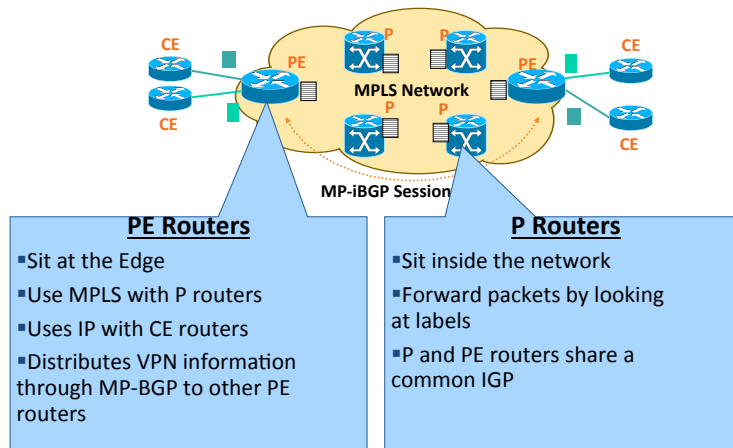 P
P
CE
PE
PE
CE
MPLS Network
P
P
CE
CE
MP-iBGP Session
PE Routers
▪Sit at the Edge
▪Use MPLS with P routers
▪Uses IP with CE routers
▪Distributes VPN information
through MP-BGP to other PE
routers
P Routers
▪Sit inside the network
▪Forward packets by looking
at labels
▪P and PE routers share a
common IGP